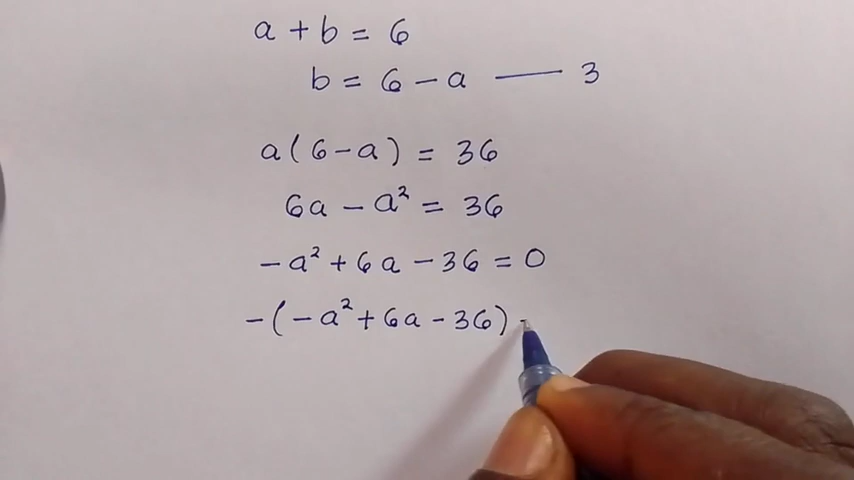 a + b = 6
b = 6 - a —— 3
a(6-a) = 36
6a - a² = 36
-a² + 6a - 36 = 0
-(-a² + 6a - 36) -